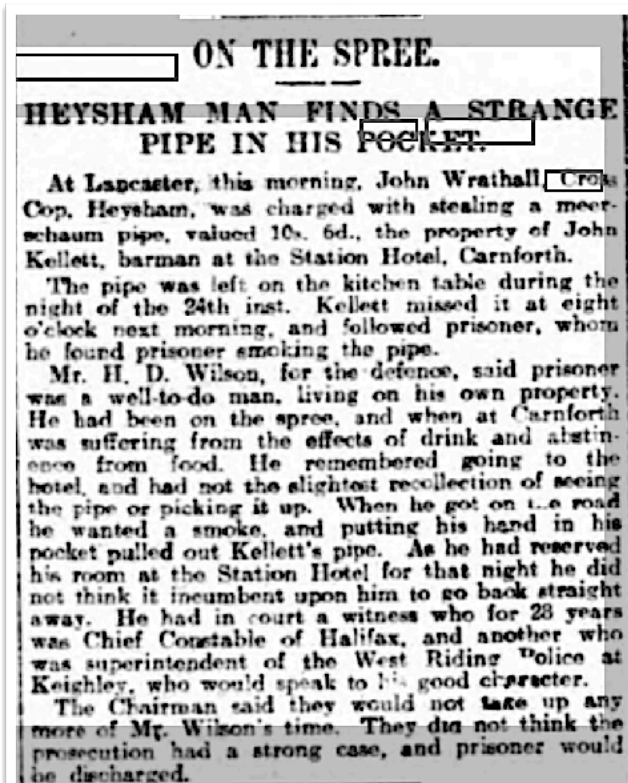 ON THE SPREE.
HEYSHAM MAN FINDS A STRANGE
PIPE IN HIS POCKET.
At Lancaster, this morning, John Wrathall, Cross
Cop, Heysham, was charged with stealing a meer-
schaum pipe, valued 10s. 6d., the property of John
Kellett, barman at the Station Hotel, Carnforth.
The pipe was left on the kitchen table during the
night of the 24th inst. Kellett missed it at eight
o'clock next morning, and followed prisoner, whom
he found prisoner smoking the pipe.
Mr. H. D. Wilson, for the defence, said prisoner
was a well-to-do man, living on his own property.
He had been on the spree, and when at Carnforth
was suffering from the effects of drink and abstin-
ence from food. He remembered going to the
hotel, and had not the slightest recollection of seeing
the pipe or picking it up. When he got on the road
he wanted a smoke, and putting his hand in his
pocket pulled out Kellett's pipe. As he had reserved
his room at the Station Hotel for that night he did
not think it incumbent upon him to go back straight
away. He had in court a witness who for 28 years
was Chief Constable of Halifax, and another who
was superintendent of the West Riding Police at
Keighley, who would speak to his good character.
The Chairman said they would not take up any
more of Mr. Wilson's time. They did not think the
prosecution had a strong case, and prisoner would
be discharged.